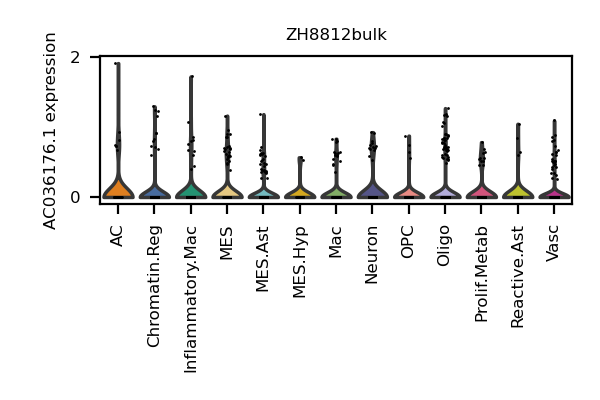 ZH8812bulk
AC036176.1 expression
2
0
AC
Chromatin.Reg
Inflammatory.Mac
MES
MES.Ast
MES.Hyp
Mac
Neuron
OPC
Oligo
Prolif.Metab
Reactive.Ast
Vasc